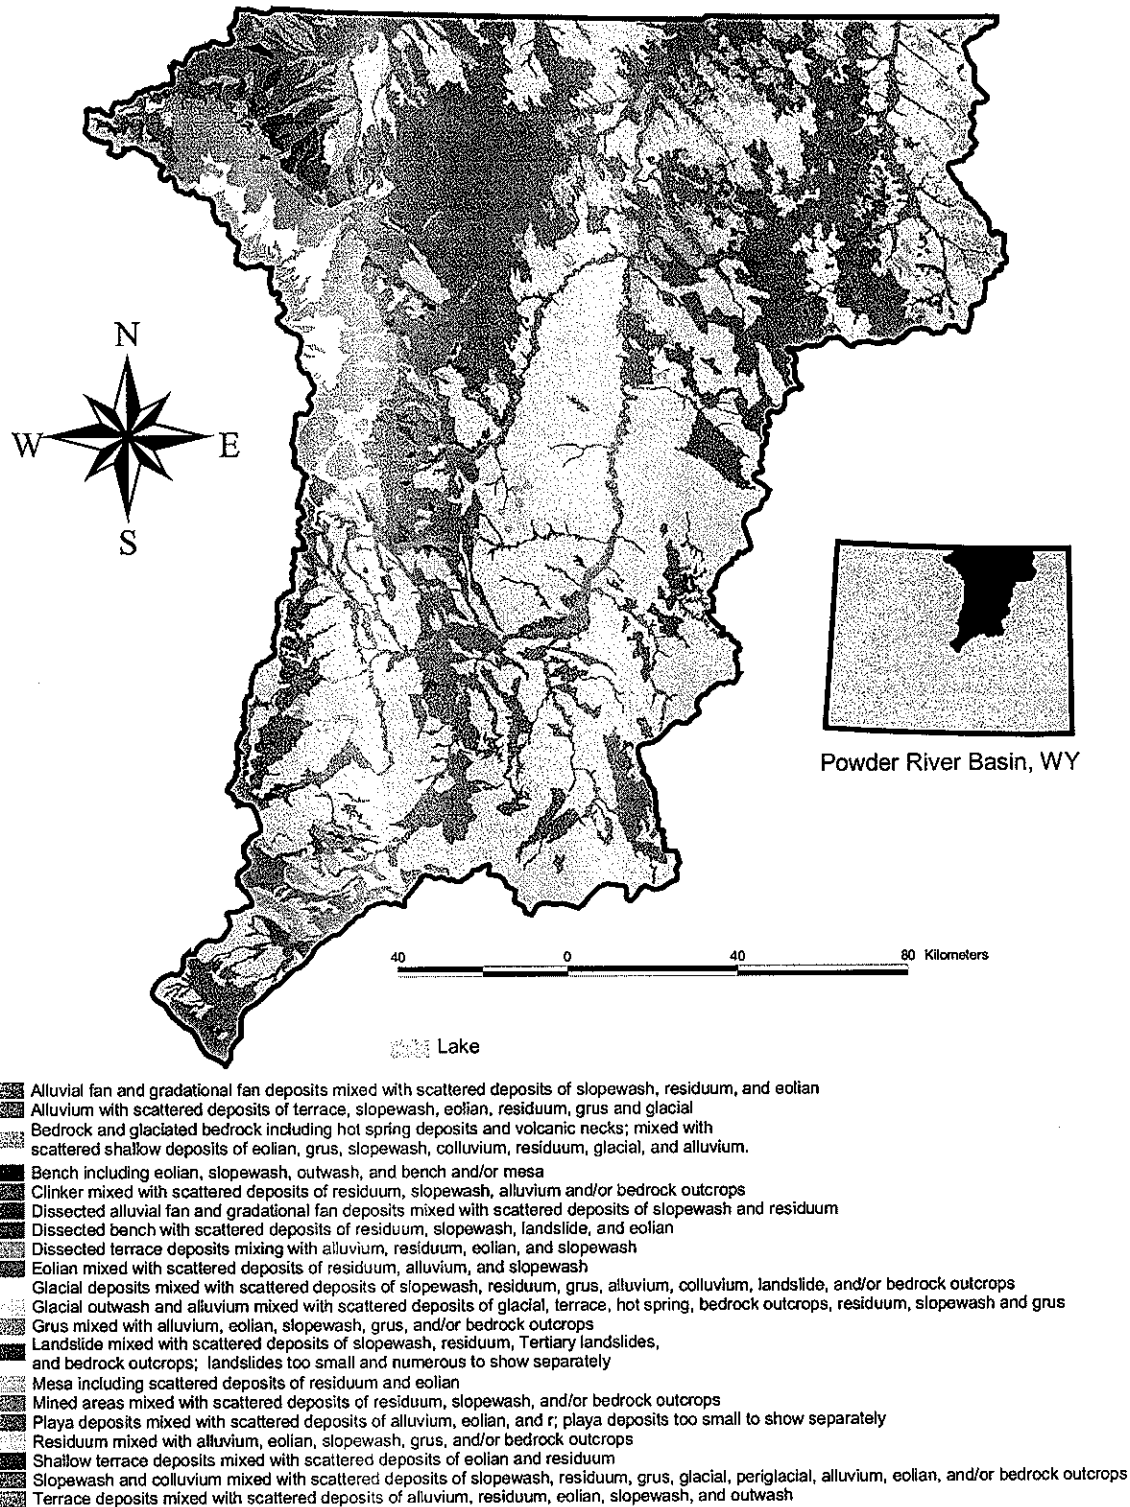 N
W E
S
Powder River Basin, WY
40 0 40 80 Kilometers
Lake
Alluvial fan and gradational fan deposits mixed with scattered deposits of slopewash, residuum, and eolian
Alluvium with scattered deposits of terrace, slopewash, eolian, residuum, grus and glacial
Bedrock and glaciated bedrock including hot spring deposits and volcanic necks; mixed with
scattered shallow deposits of eolian, grus, slopewash, colluvium, residuum, glacial, and alluvium.
Bench including eolian, slopewash, outwash, and bench and/or mesa
Clinker mixed with scattered deposits of residuum, slopewash, alluvium and/or bedrock outcrops
Dissected alluvial fan and gradational fan deposits mixed with scattered deposits of slopewash and residuum
Dissected bench with scattered deposits of residuum, slopewash, landslide, and eolian
Dissected terrace deposits mixing with alluvium, residuum, eolian, and slopewash
Eolian mixed with scattered deposits of residuum, alluvium, and slopewash
Glacial deposits mixed with scattered deposits of slopewash, residuum, grus, alluvium, colluvium, landslide, and/or bedrock outcrops
Glacial outwash and alluvium mixed with scattered deposits of glacial, terrace, hot spring, bedrock outcrops, residuum, slopewash and grus
Grus mixed with alluvium, eolian, slopewash, grus, and/or bedrock outcrops
Landslide mixed with scattered deposits of slopewash, residuum, Tertiary landslides,
and bedrock outcrops; landslides too small and numerous to show separately
Mesa including scattered deposits of residuum and eolian
Mined areas mixed with scattered deposits of residuum, slopewash, and/or bedrock outcrops
Playa deposits mixed with scattered deposits of alluvium, eolian, and r; playa deposits too small to show separately
Residuum mixed with alluvium, eolian, slopewash, grus, and/or bedrock outcrops
Shallow terrace deposits mixed with scattered deposits of eolian and residuum
Slopewash and colluvium mixed with scattered deposits of slopewash, residuum, grus, glacial, periglacial, alluvium, eolian, and/or bedrock outcrops
Terrace deposits mixed with scattered deposits of alluvium, residuum, eolian, slopewash, and outwash